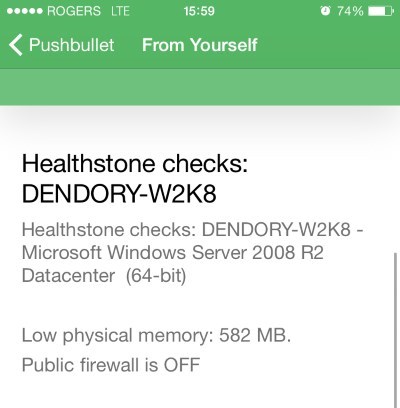 ROGERS LTE 15:59 74%
Pushbullet From Yourself
Healthstone checks:
DENDORY-W2K8
Healthstone checks: DENDORY-W2K8 -
Microsoft Windows Server 2008 R2
Datacenter (64-bit)
Low physical memory: 582 MB.
Public firewall is OFF